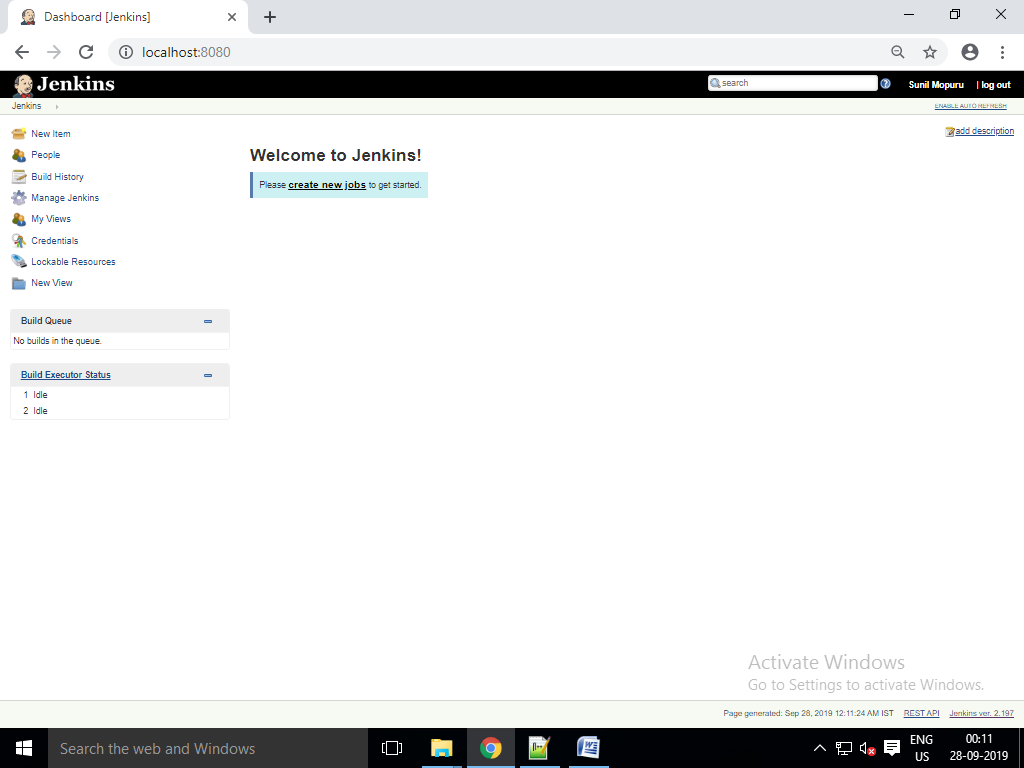 Dashboard [Jenkins]
localhost:8080
Jenkins
search
Sunil Mopuru
| log out
Jenkins
ENABLE AUTO REFRESH
New Item
People
Build History
Manage Jenkins
My Views
Credentials
Lockable Resources
New View
add description
Welcome to Jenkins!
Please create new jobs to get started.
Build Queue
No builds in the queue.
Build Executor Status
1 Idle
2 Idle
Activate Windows
Go to Settings to activate Windows.
Page generated: Sep 28, 2019 12:11:24 AM IST REST API Jenkins ver. 2.197
Search the web and Windows
ENG
US
00:11
28-09-2019